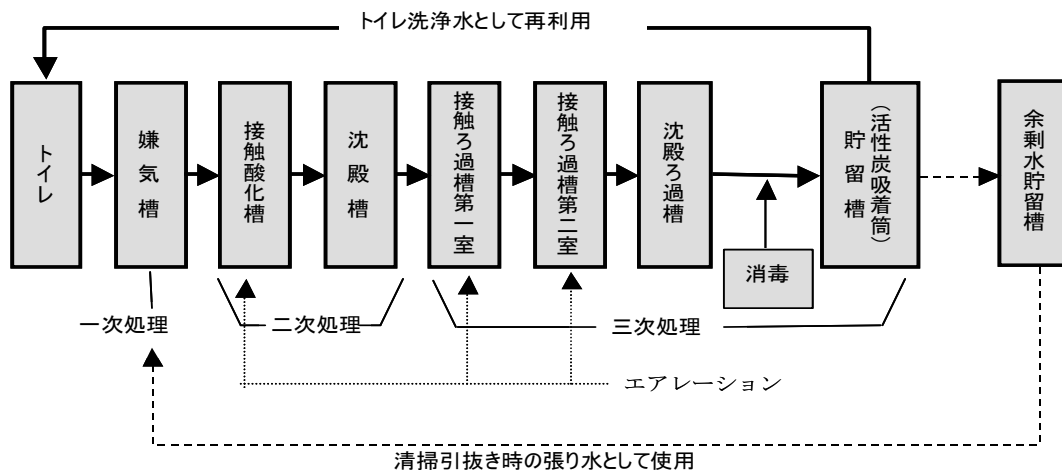 トイレ洗浄水として再利用
トイレ
嫌気槽
接触酸化槽
沈殿槽
接触ろ過槽第一室
接触ろ過槽第二室
沈殿ろ過槽
消毒
貯留槽
(活性炭吸着筒)
余剰水貯留槽
一次処理
二次処理
三次処理
エアレーション
清掃引抜き時の張り水として使用